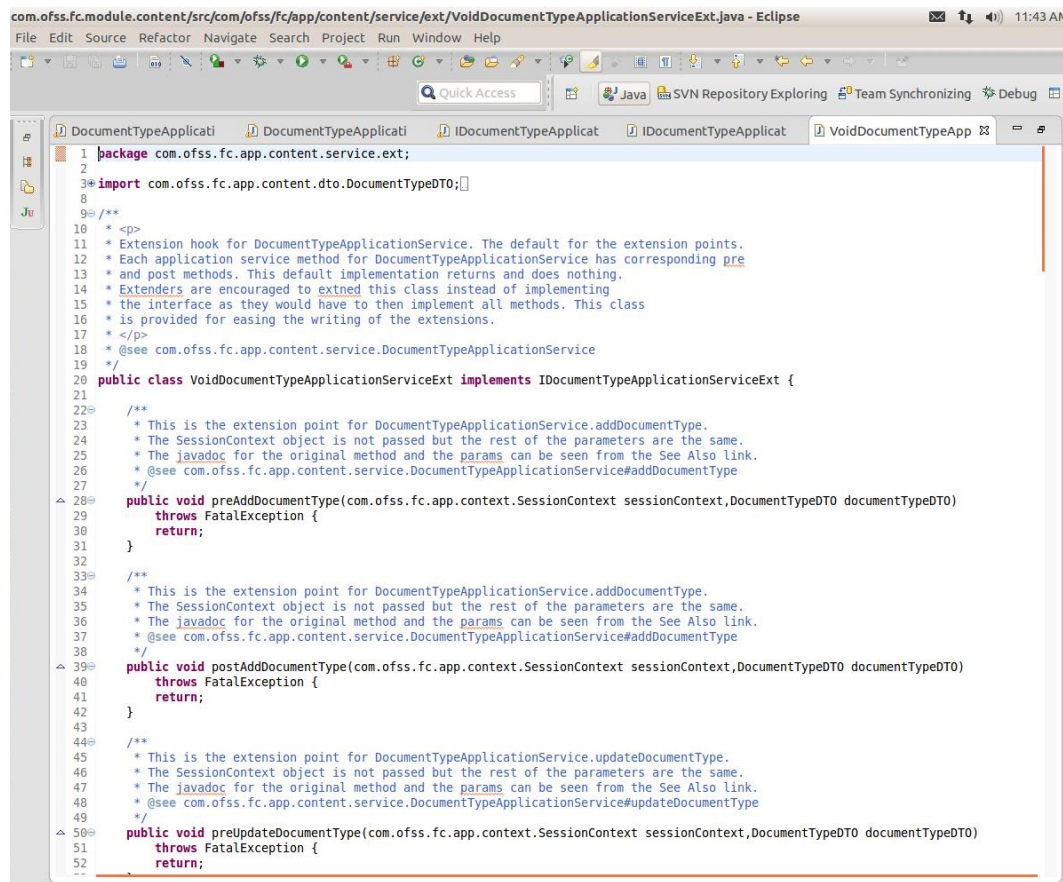 com.ofss.fc.module.content/src/com/ofss/fc/app/content/service/ext/VoidDocumentTypeApplicationServiceExt.java - Eclipse 11:43 AM
File Edit Source Refactor Navigate Search Project Run Window Help
Quick Access Java SVN Repository Exploring Team Synchronizing Debug
DocumentTypeApplicati DocumentTypeApplicati IDocumentTypeApplicat IDocumentTypeApplicat VoidDocumentTypeApp
1 package com.ofss.fc.app.content.service.ext;
2
3 import com.ofss.fc.app.content.dto.DocumentTypeDTO;
8
9 /**
10 * <p>
11 * Extension hook for DocumentTypeApplicationService. The default for the extension points.
12 * Each application service method for DocumentTypeApplicationService has corresponding pre
13 * and post methods. This default implementation returns and does nothing.
14 * Extenders are encouraged to extned this class instead of implementing
15 * the interface as they would have to then implement all methods. This class
16 * is provided for easing the writing of the extensions.
17 * </p>
18 * @see com.ofss.fc.app.content.service.DocumentTypeApplicationService
19 */
20 public class VoidDocumentTypeApplicationServiceExt implements IDocumentTypeApplicationServiceExt {
21
22 /**
23 * This is the extension point for DocumentTypeApplicationService.addDocumentType.
24 * The SessionContext object is not passed but the rest of the parameters are the same.
25 * The javadoc for the original method and the params can be seen from the See Also link.
26 * @see com.ofss.fc.app.content.service.DocumentTypeApplicationService#addDocumentType
27 */
28 public void preAddDocumentType(com.ofss.fc.app.context.SessionContext sessionContext,DocumentTypeDTO documentTypeDTO)
29 throws FatalException {
30 return;
31 }
32
33 /**
34 * This is the extension point for DocumentTypeApplicationService.addDocumentType.
35 * The SessionContext object is not passed but the rest of the parameters are the same.
36 * The javadoc for the original method and the params can be seen from the See Also link.
37 * @see com.ofss.fc.app.content.service.DocumentTypeApplicationService#addDocumentType
38 */
39 public void postAddDocumentType(com.ofss.fc.app.context.SessionContext sessionContext,DocumentTypeDTO documentTypeDTO)
40 throws FatalException {
41 return;
42 }
43
44 /**
45 * This is the extension point for DocumentTypeApplicationService.updateDocumentType.
46 * The SessionContext object is not passed but the rest of the parameters are the same.
47 * The javadoc for the original method and the params can be seen from the See Also link.
48 * @see com.ofss.fc.app.content.service.DocumentTypeApplicationService#updateDocumentType
49 */
50 public void preUpdateDocumentType(com.ofss.fc.app.context.SessionContext sessionContext,DocumentTypeDTO documentTypeDTO)
51 throws FatalException {
52 return;